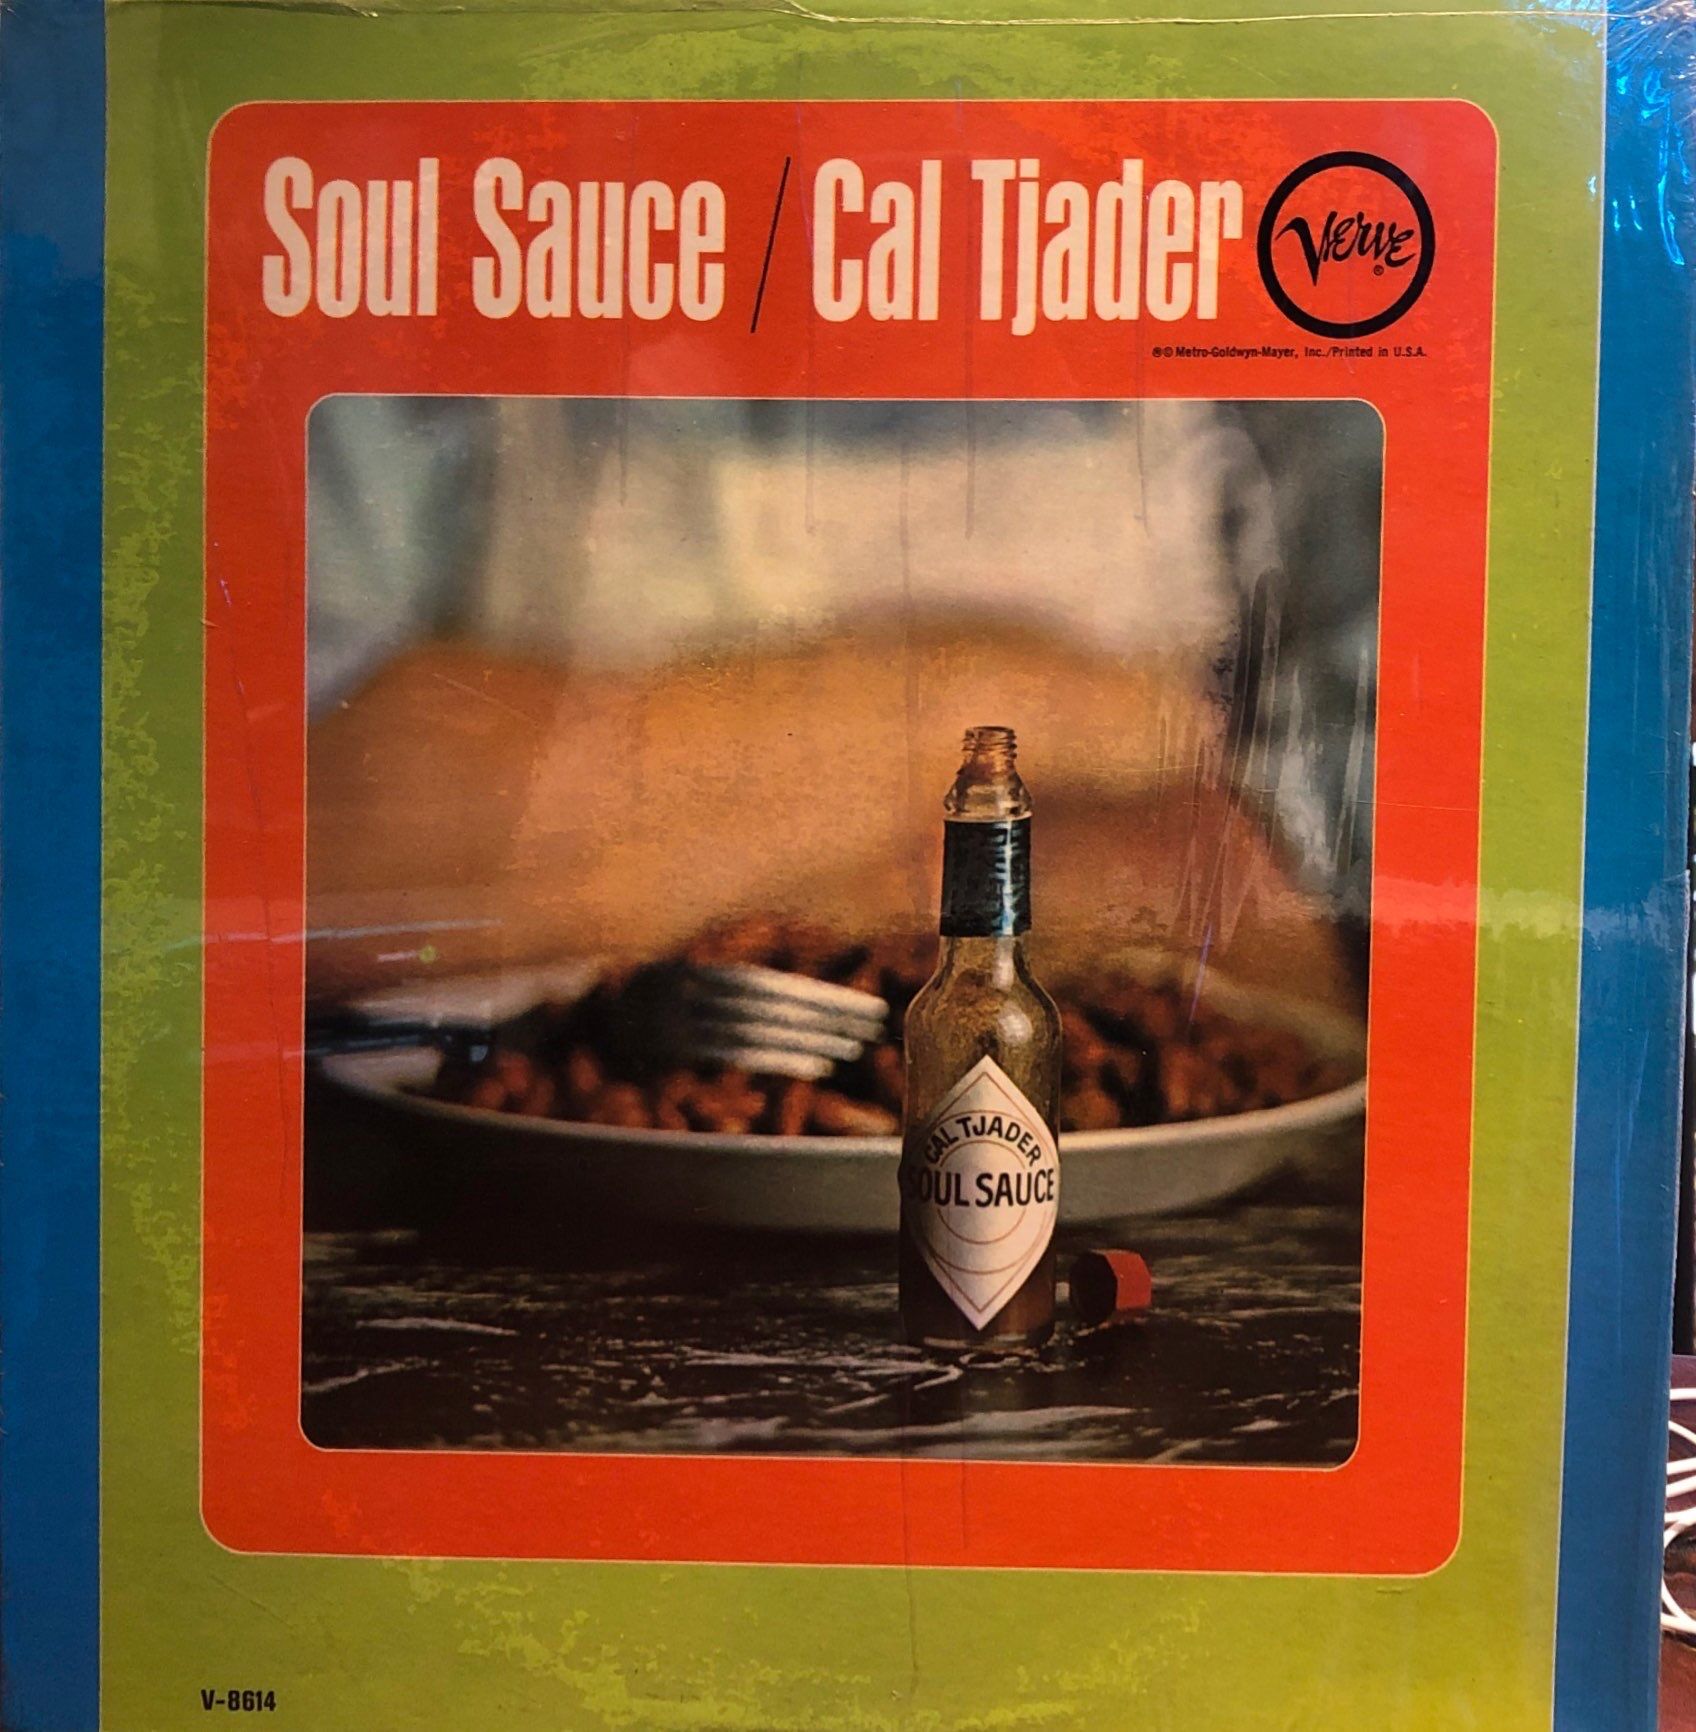 Soul Sauce / Cal Tjader
Verve
®
℗© Metro-Goldwyn-Mayer, Inc./Printed in U.S.A.
CAL TJADER
SOUL SAUCE
V-8614